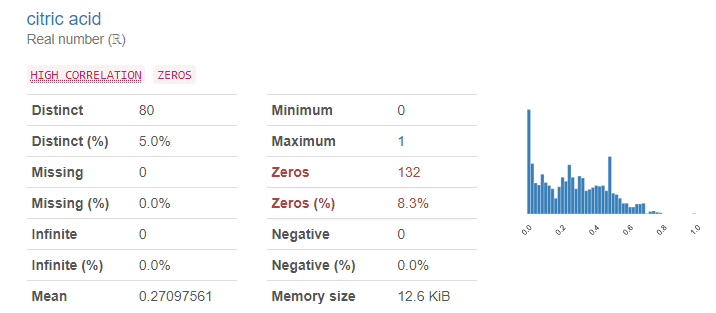 citric acid
Real number (ℝ)
HIGH CORRELATION ZEROS
Distinct 80
Distinct (%) 5.0%
Missing 0
Missing (%) 0.0%
Infinite 0
Infinite (%) 0.0%
Mean 0.27097561
Minimum 0
Maximum 1
Zeros 132
Zeros (%) 8.3%
Negative 0
Negative (%) 0.0%
Memory size 12.6 KiB
0.0 0.2 0.4 0.6 0.8 1.0